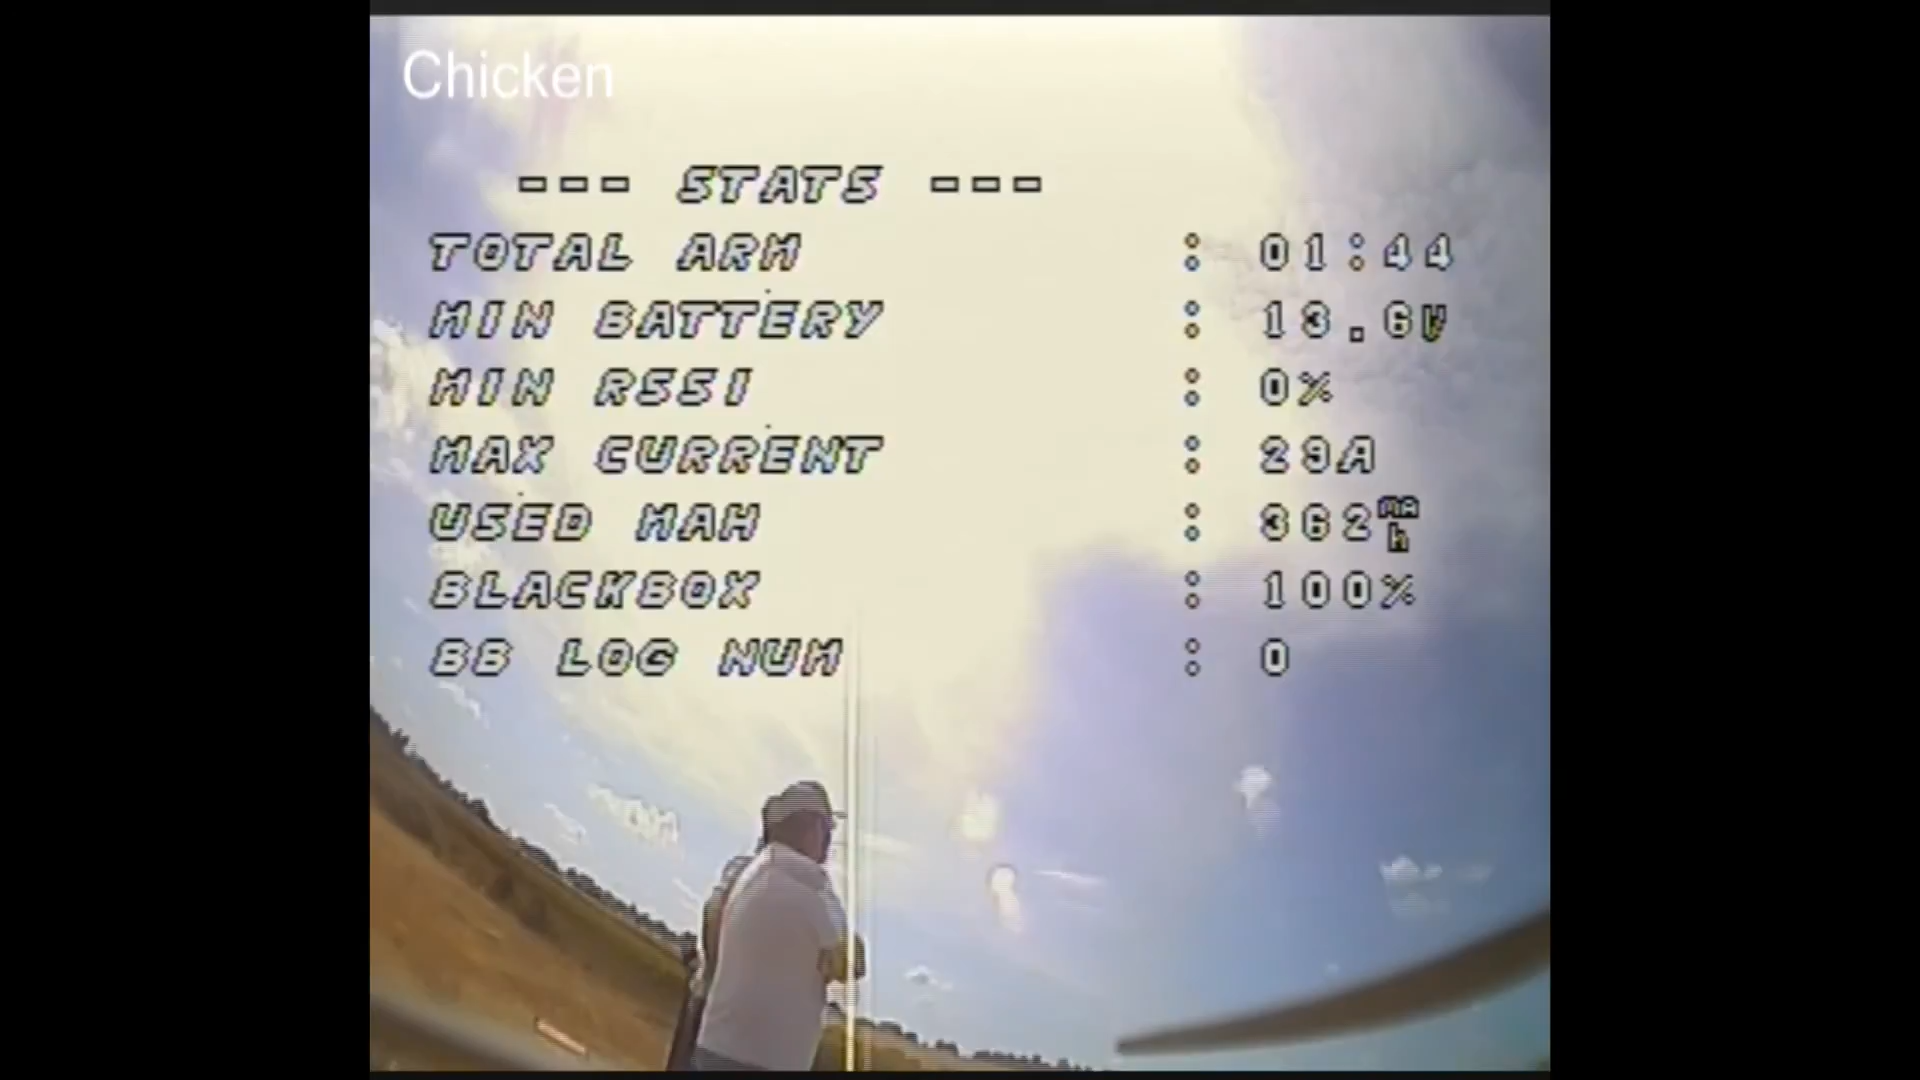 Chicken
--- STATS ---
TOTAL ARM : 01:44
MIN BATTERY : 13.6V
MIN RSSI : 0%
MAX CURRENT : 29A
USED MAH : 362mAh
BLACKBOX : 100%
BB LOG NUM : 0